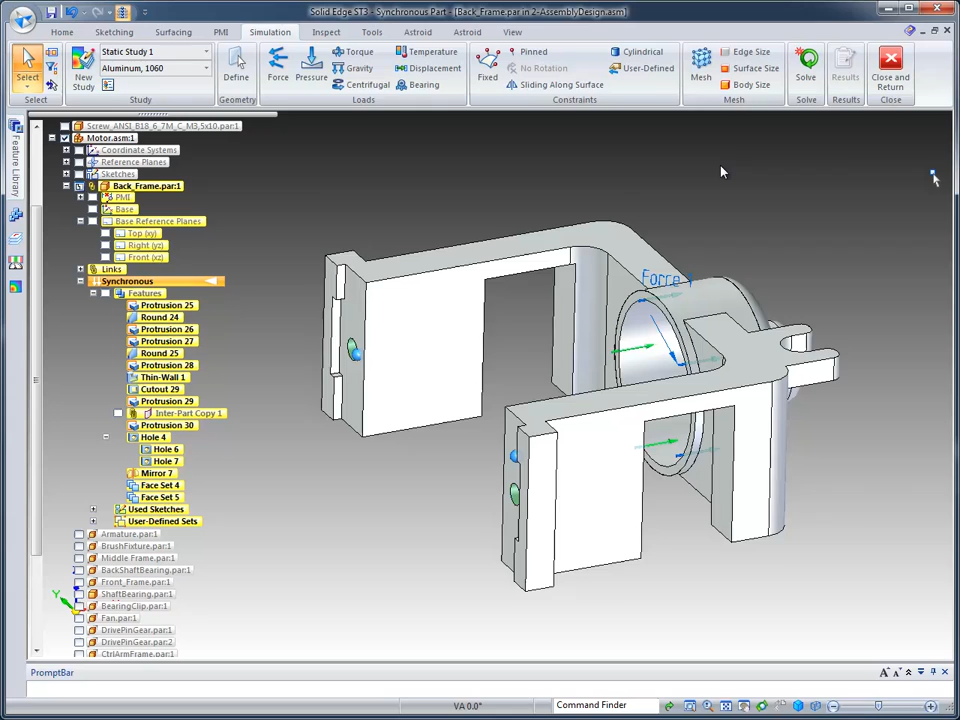 Solid Edge ST3 - Synchronous Part - [Back_Frame.par in 2-AssemblyDesign.asm]
Home Sketching Surfacing PMI Simulation Inspect Tools Astroid Astroid View
Static Study 1 Torque Temperature Pinned Cylindrical Edge Size
Aluminum, 1060 Gravity Displacement No Rotation User-Defined Surface Size
Select New Study Define Force Pressure Centrifugal Bearing Fixed Sliding Along Surface Mesh Body Size Solve Results Close and Return
Select Study Geometry Loads Constraints Mesh Solve Results Close
Feature Library
Screw_ANSI_B18_6_7M_C_M3,5x10.par:1
Motor.asm:1
Coordinate Systems
Reference Planes
Sketches
Back_Frame.par:1
PMI
Base
Base Reference Planes
Top (xy)
Right (yz)
Front (xz)
Links
Synchronous
Features
Protrusion 25
Round 24
Protrusion 26
Protrusion 27
Round 25
Protrusion 28
Thin-Wall 1
Cutout 29
Protrusion 29
Inter-Part Copy 1
Protrusion 30
Hole 4
Hole 6
Hole 7
Mirror 7
Face Set 4
Face Set 5
Used Sketches
User-Defined Sets
Armature.par:1
BrushFixture.par:1
Middle Frame.par:1
BackShaftBearing.par:1
Front_Frame.par:1
ShaftBearing.par:1
BearingClip.par:1
Fan.par:1
DrivePinGear.par:1
DrivePinGear.par:2
CtrlArmFrame.par:1
Y
Force 1
PromptBar
VA 0.0° Command Finder